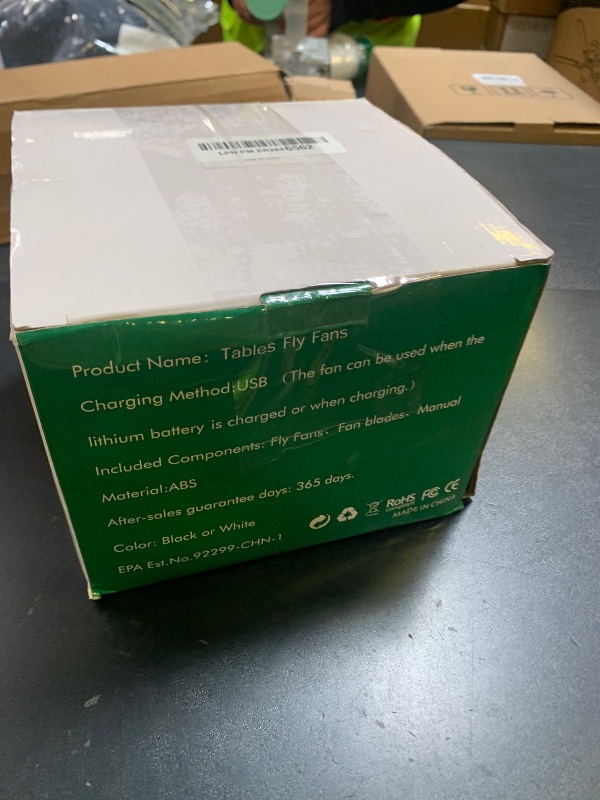 Product Name: Tables Fly Fans
Charging Method:USB (The fan can be used when the
lithium battery is charged or when charging.)
Included Components: Fly Fans、Fan blades、Manual
Material:ABS
After-sales guarantee days: 365 days.
Color: Black or White
EPA Est.No.92299-CHN-1
RoHS
FC CE
MADE IN CHINA